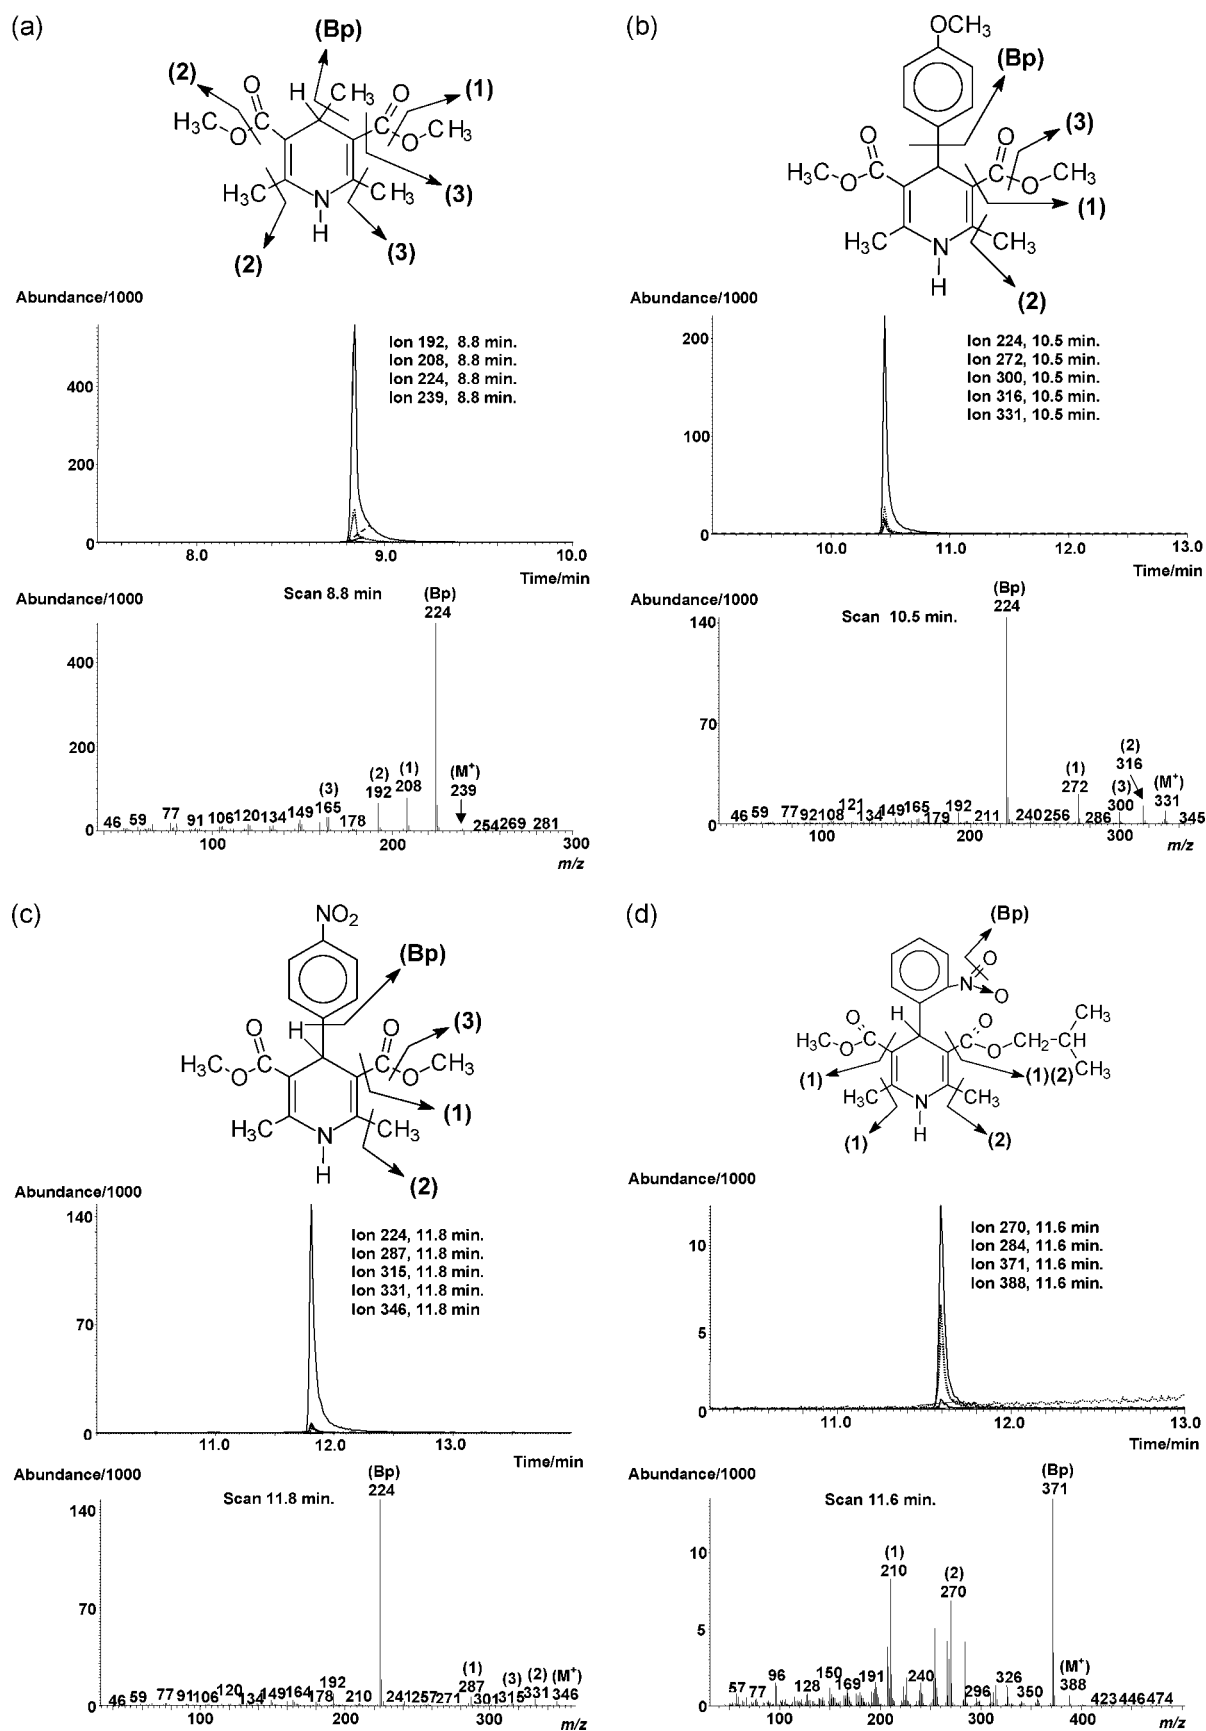 (a)
(Bp)
(2)
(1)
H
CH₃
O
O
H₃C
O
C
C
O
CH₃
H₃C
N
CH₃
(3)
H
(2)
(3)
Abundance/1000
Ion 192, 8.8 min.
Ion 208, 8.8 min.
Ion 224, 8.8 min.
Ion 239, 8.8 min.
400
200
0
8.0
9.0
10.0
Time/min
Abundance/1000
Scan 8.8 min
(Bp)
224
400
200
0
(3)
(2)
(1)
(M⁺)
239
46 59 77 91 106 120 134 149 165 178 192 208 254 269 281
100
200
300
m/z
(b)
OCH₃
(Bp)
(3)
O
O
H₃C
O
C
C
O
CH₃
(1)
H₃C
N
CH₃
H
(2)
Abundance/1000
Ion 224, 10.5 min.
Ion 272, 10.5 min.
Ion 300, 10.5 min.
Ion 316, 10.5 min.
Ion 331, 10.5 min.
200
100
0
10.0
11.0
12.0
13.0
Time/min
Abundance/1000
Scan 10.5 min.
(Bp)
224
140
70
0
(2)
316
(1)
(3)
(M⁺)
46 59 77 92 108 121 134 149 165 179 192 211 240 256 272 286 300 331 345
100
200
300
m/z
(c)
NO₂
(Bp)
H
(3)
O
O
H₃C
O
C
C
O
CH₃
(1)
H₃C
N
CH₃
H
(2)
Abundance/1000
Ion 224, 11.8 min.
Ion 287, 11.8 min.
Ion 315, 11.8 min.
Ion 331, 11.8 min.
Ion 346, 11.8 min
140
70
0
11.0
12.0
13.0
Time/min
Abundance/1000
Scan 11.8 min.
(Bp)
224
140
70
0
(1)
(3)
(2)
(M⁺)
46 59 77 91 106 120 134 149 164 178 192 210 241 257 271 287 301 315 331 346
100
200
300
m/z
(d)
(Bp)
O
N
O
H
O
O
CH₃
H₃C
O
C
C
O
CH₂
CH
CH₃
(1)
(1)(2)
H₃C
N
CH₃
H
(1)
(2)
Abundance/1000
Ion 270, 11.6 min
Ion 284, 11.6 min.
Ion 371, 11.6 min.
Ion 388, 11.6 min.
10
5
0
11.0
12.0
13.0
Time/min
Abundance/1000
Scan 11.6 min.
(Bp)
371
10
5
0
(1)
210
(2)
270
(M⁺)
388
57 77 96 128 150 169 191 240 296 326 350 423 446 474
100
200
300
400
m/z